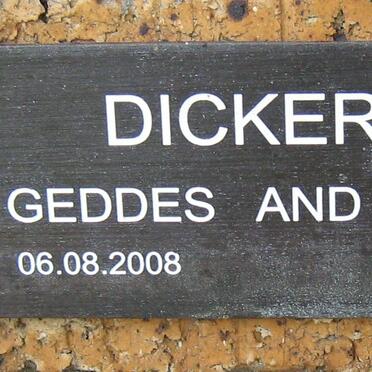 DICKER
GEDDES AND
06.08.2008